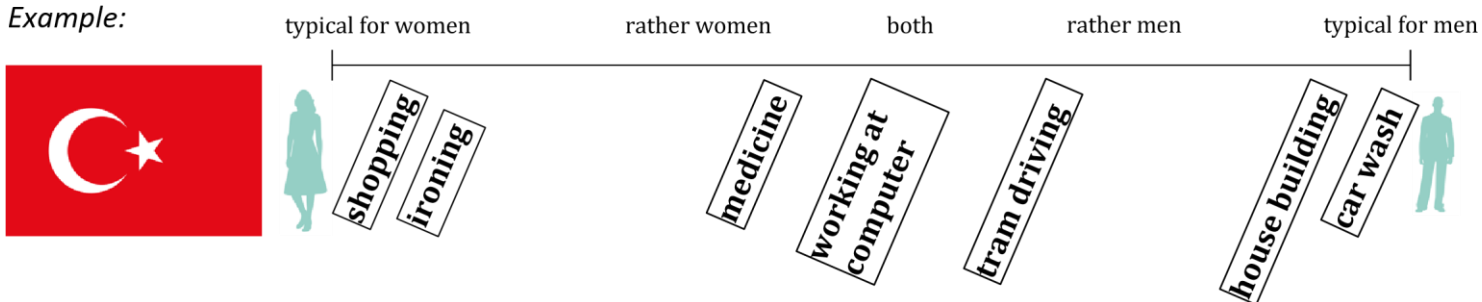 Example:
typical for women rather women both rather men typical for men
shopping
ironing
medicine
working at
computer
tram driving
house building
car wash